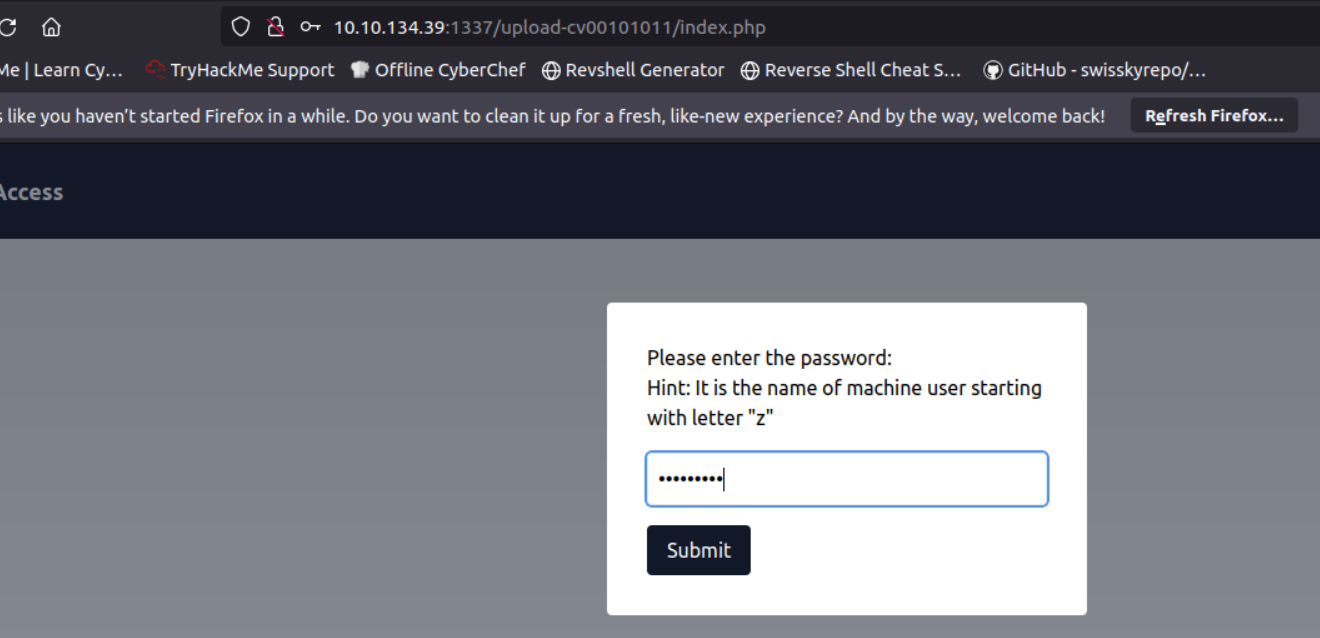 10.10.134.39:1337/upload-cv00101011/index.php
Me | Learn Cy… TryHackMe Support Offline CyberChef Revshell Generator Reverse Shell Cheat S… GitHub - swisskyrepo/…
s like you haven't started Firefox in a while. Do you want to clean it up for a fresh, like-new experience? And by the way, welcome back! Refresh Firefox…
Access
Please enter the password:
Hint: It is the name of machine user starting
with letter "z"
•••••••••
Submit